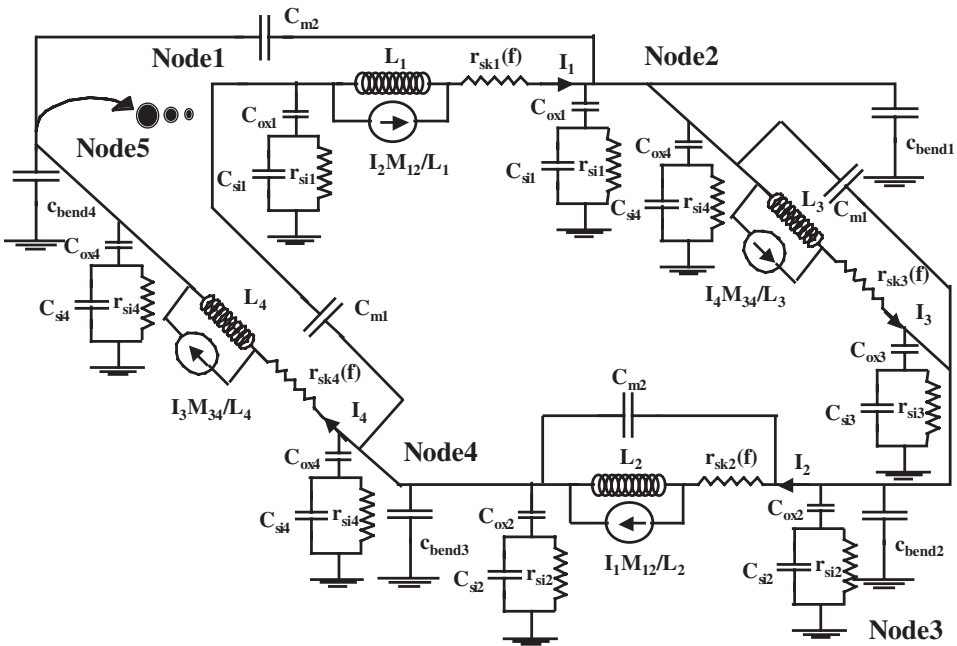 C_m2
Node1
L_1
r_sk1(f)
I_1
Node2
C_ox1
C_ox1
C_ox4
Node5
C_si1
r_si1
I_2M_12/L_1
C_si1
r_si1
c_bend1
C_si4
r_si4
L_3
C_m1
c_bend4
C_ox4
r_sk3(f)
I_4M_34/L_3
C_si4
r_si4
L_4
C_m1
I_3
C_ox3
r_sk4(f)
C_m2
I_3M_34/L_4
I_4
C_si3
r_si3
Node4
L_2
r_sk2(f)
I_2
C_ox4
C_ox2
C_ox2
C_si4
r_si4
c_bend3
I_1M_12/L_2
c_bend2
C_si2
r_si2
C_si2
r_si2
Node3